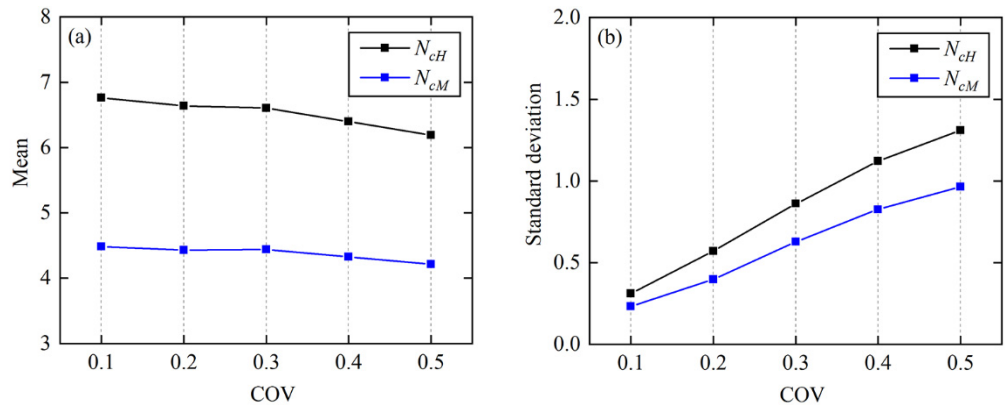 (a)
N_cH
N_cM
8
7
6
5
4
3
Mean
0.1 0.2 0.3 0.4 0.5
COV
(b)
N_cH
N_cM
2.0
1.5
1.0
0.5
0.0
Standard deviation
0.1 0.2 0.3 0.4 0.5
COV